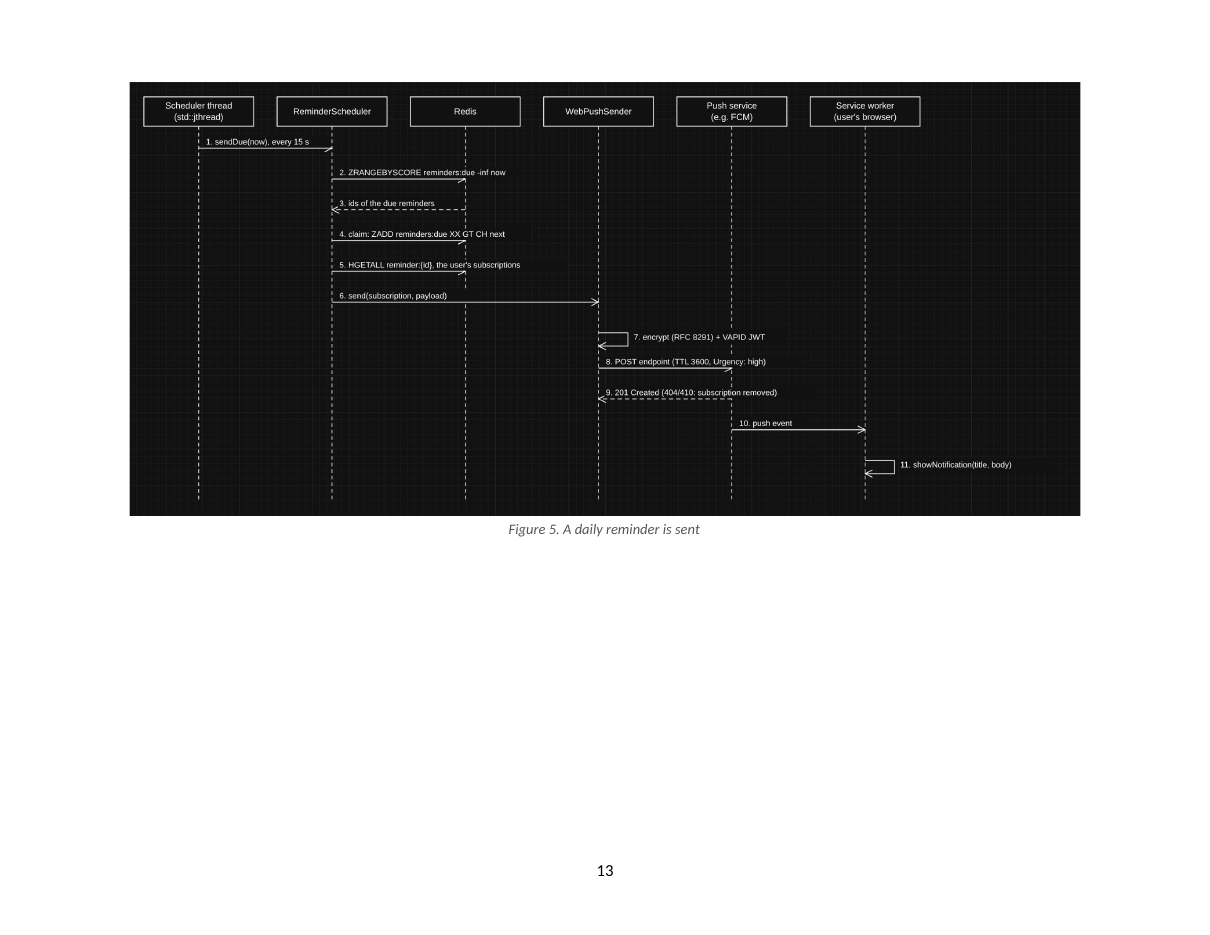 Scheduler thread
(std::jthread)
ReminderScheduler
Redis
WebPushSender
Push service
(e.g. FCM)
Service worker
(user's browser)
1. sendDue(now), every 15 s
2. ZRANGEBYSCORE reminders:due -inf now
3. ids of the due reminders
4. claim: ZADD reminders:due XX GT CH next
5. HGETALL reminder:{id}, the user's subscriptions
6. send(subscription, payload)
7. encrypt (RFC 8291) + VAPID JWT
8. POST endpoint (TTL 3600, Urgency: high)
9. 201 Created (404/410: subscription removed)
10. push event
11. showNotification(title, body)
Figure 5. A daily reminder is sent
13